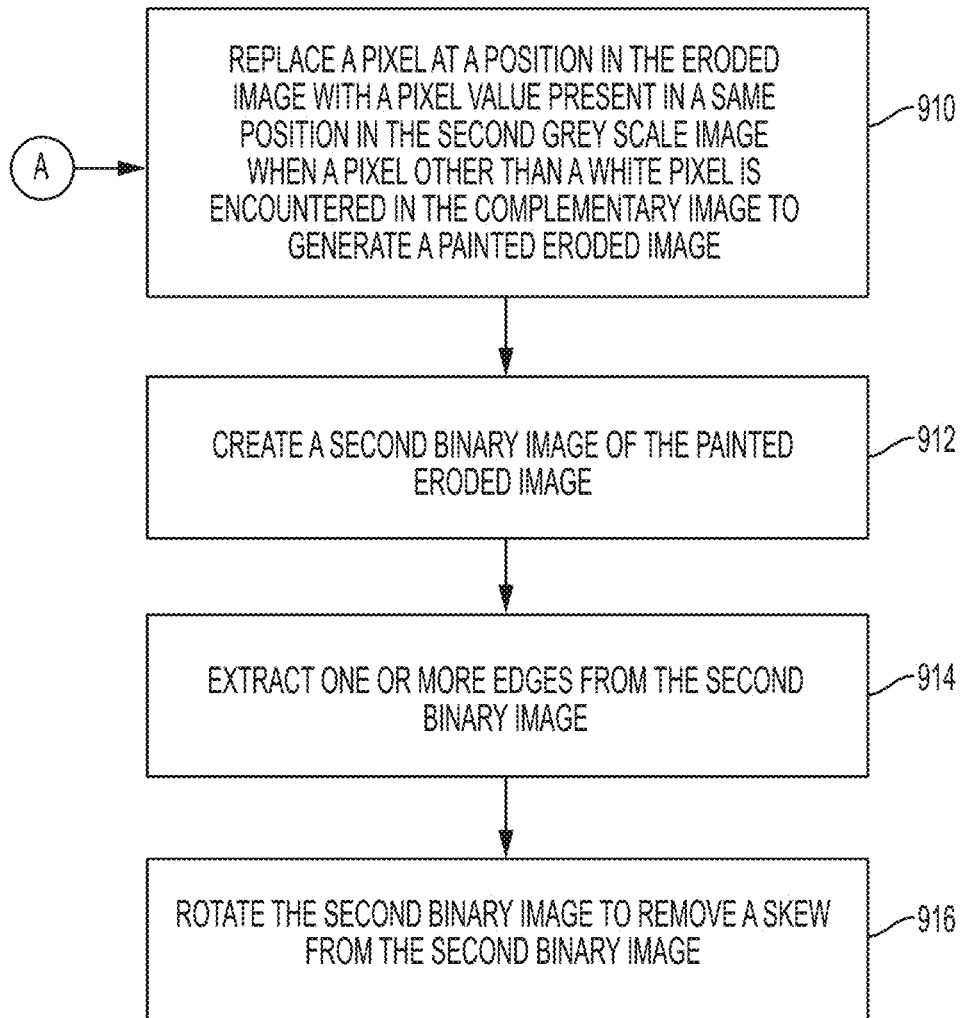 REPLACE A PIXEL AT A POSITION IN THE ERODED
IMAGE WITH A PIXEL VALUE PRESENT IN A SAME
POSITION IN THE SECOND GREY SCALE IMAGE
WHEN A PIXEL OTHER THAN A WHITE PIXEL IS
ENCOUNTERED IN THE COMPLEMENTARY IMAGE TO
GENERATE A PAINTED ERODED IMAGE
910
A
CREATE A SECOND BINARY IMAGE OF THE PAINTED
ERODED IMAGE
912
EXTRACT ONE OR MORE EDGES FROM THE SECOND
BINARY IMAGE
914
ROTATE THE SECOND BINARY IMAGE TO REMOVE A SKEW
FROM THE SECOND BINARY IMAGE
916